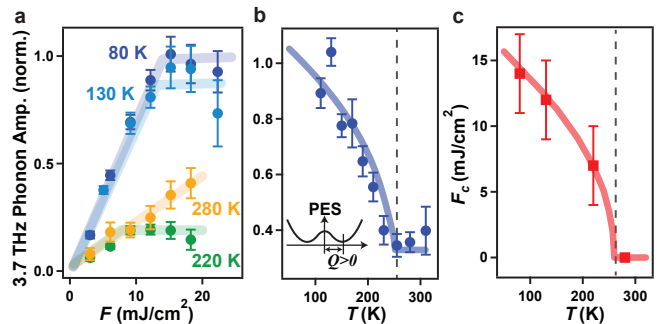 a
3.7 THz Phonon Amp. (norm.)
1.0
0.5
0.0
80 K
130 K
280 K
220 K
0
10
20
F (mJ/cm²)
b
1.0
0.8
0.6
0.4
PES
Q>0
100
200
300
T (K)
c
Fc (mJ/cm²)
15
10
5
0
100
200
300
T (K)